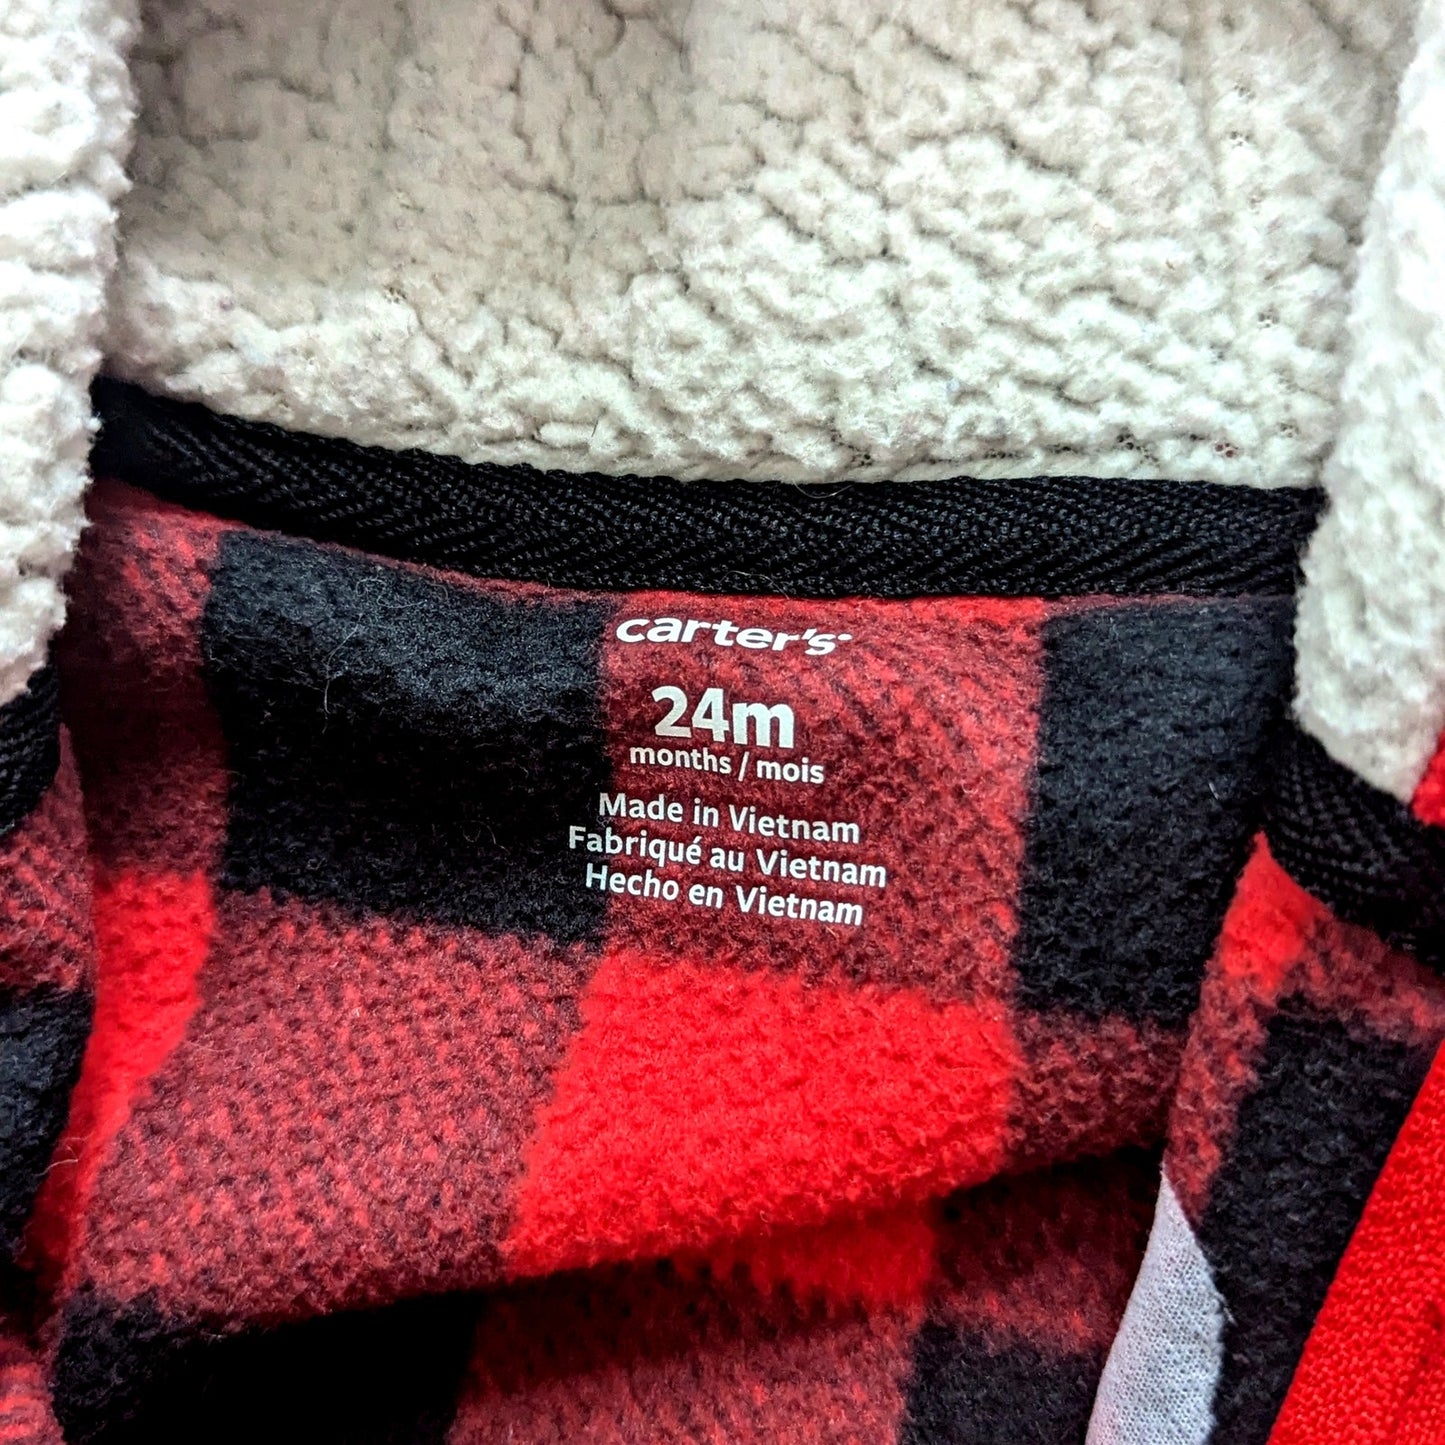 carter's
24m
months / mois
Made in Vietnam
Fabriqué au Vietnam
Hecho en Vietnam